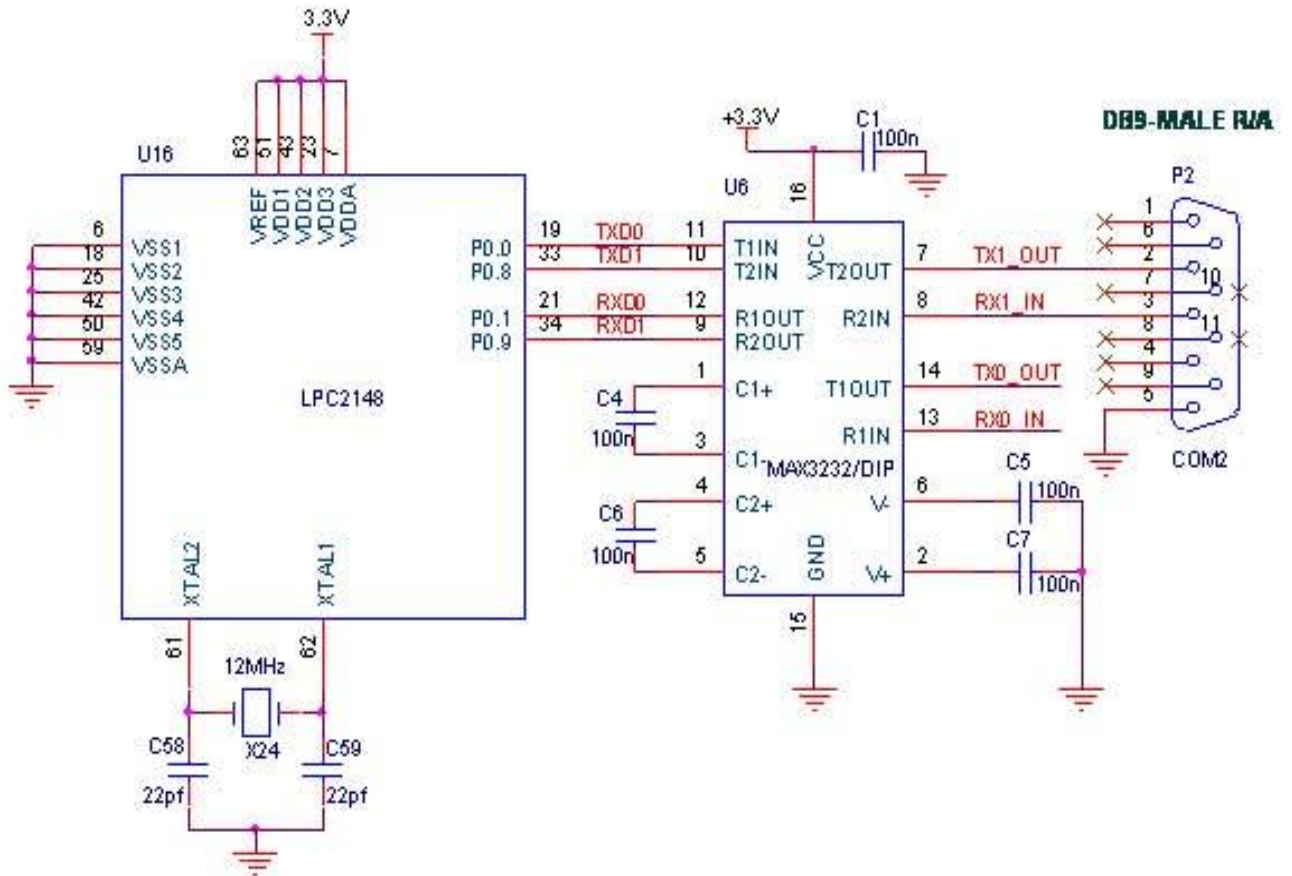 3.3V
U16
63
51
43
23
7
VREF
VDD1
VDD2
VDD3
VDDA
6
18
25
42
50
59
VSS1
VSS2
VSS3
VSS4
VSS5
VSSA
P0.0
P0.8
P0.1
P0.9
LPC2148
XTAL2
XTAL1
61
62
12MHz
X24
C58
22pf
C59
22pf
19 TXD0 11
33 TXD1 10
21 RXD0 12
34 RXD1 9
+3.3V
C1
100n
U6
16
VCC
T1IN
T2IN
R1OUT
R2OUT
C1+
C1-
C2+
C2-
T2OUT
R2IN
T1OUT
R1IN
MAX3232/DIP
V-
V+
GND
15
1
3
C4
100n
4
5
C6
100n
7 TX1_OUT
8 RX1_IN
14 TX0_OUT
13 RX0_IN
6
C5
100n
2
C7
100n
DB9-MALE R/A
P2
1
6
2
7
10
3
8
11
4
9
5
COM2